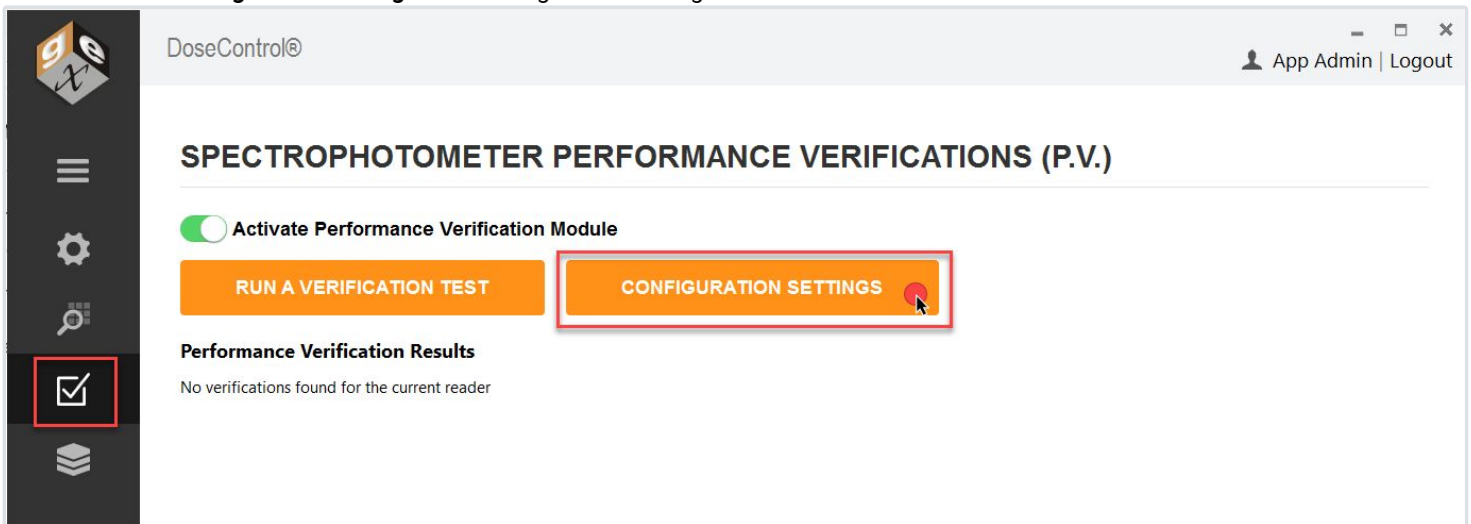 DoseControl®
App Admin | Logout
gex
SPECTROPHOTOMETER PERFORMANCE VERIFICATIONS (P.V.)
Activate Performance Verification Module
RUN A VERIFICATION TEST
CONFIGURATION SETTINGS
Performance Verification Results
No verifications found for the current reader